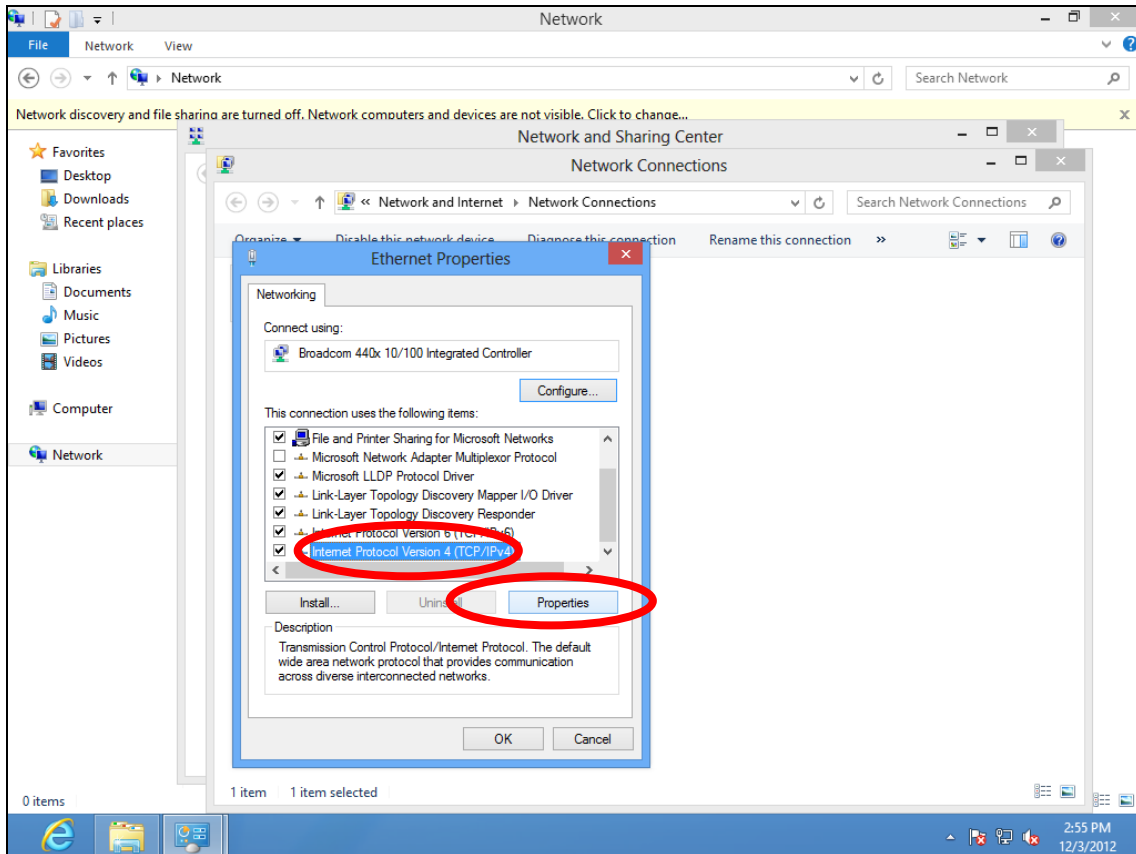 Network
File
Network
View
Network
Search Network
Network discovery and file sharing are turned off. Network computers and devices are not visible. Click to change...
x
Network and Sharing Center
Network Connections
« Network and Internet
Network Connections
Search Network Connections
Organize
Disable this network device
Diagnose this connection
Rename this connection
»
Favorites
Desktop
Downloads
Recent places
Libraries
Documents
Music
Pictures
Videos
Computer
Network
Ethernet Properties
Networking
Connect using:
Broadcom 440x 10/100 Integrated Controller
Configure...
This connection uses the following items:
File and Printer Sharing for Microsoft Networks
Microsoft Network Adapter Multiplexor Protocol
Microsoft LLDP Protocol Driver
Link-Layer Topology Discovery Mapper I/O Driver
Link-Layer Topology Discovery Responder
Internet Protocol Version 6 (TCP/IPv6)
Internet Protocol Version 4 (TCP/IPv4)
Install...
Uninstall
Properties
Description
Transmission Control Protocol/Internet Protocol. The default
wide area network protocol that provides communication
across diverse interconnected networks.
OK
Cancel
1 item
1 item selected
0 items
2:55 PM
12/3/2012